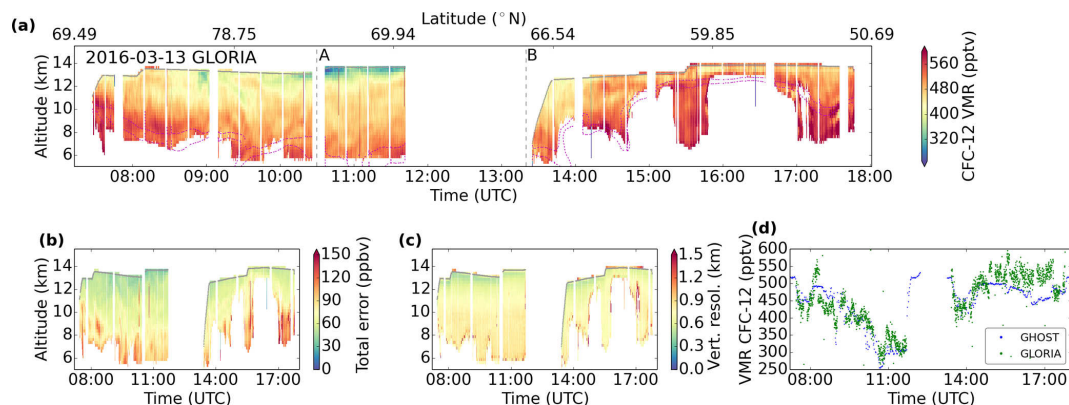 Latitude (°N)
(a)
69.49 78.75 69.94 66.54 59.85 50.69
2016-03-13 GLORIA A B
Altitude (km)
14
12
10
8
6
08:00 09:00 10:00 11:00 12:00 13:00 14:00 15:00 16:00 17:00 18:00
Time (UTC)
560
480
400
320
CFC-12 VMR (pptv)
(b)
Altitude (km)
14
12
10
8
6
08:00 11:00 14:00 17:00
Time (UTC)
150
120
90
60
30
0
Total error (ppbv)
(c)
14
12
10
8
6
08:00 11:00 14:00 17:00
Time (UTC)
1.5
1.2
0.9
0.6
0.3
0.0
Vert. resol. (km)
(d)
VMR CFC-12 (pptv)
600
550
500
450
400
350
300
250
GHOST
GLORIA
08:00 11:00 14:00 17:00
Time (UTC)